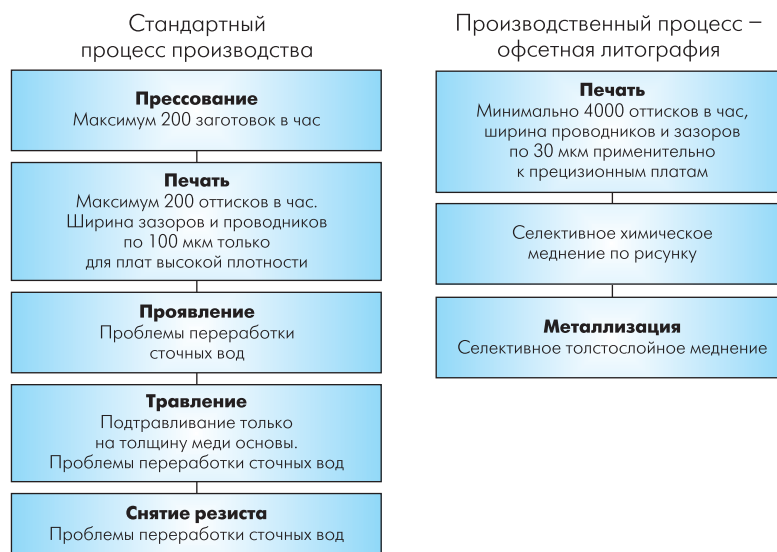 Стандартный
процесс производства
Прессование
Максимум 200 заготовок в час
Печать
Максимум 200 оттисков в час.
Ширина зазоров и проводников
по 100 мкм только
для плат высокой плотности
Проявление
Проблемы переработки
сточных вод
Травление
Подтравливание только
на толщину меди основы.
Проблемы переработки сточных вод
Снятие резиста
Проблемы переработки сточных вод
Производственный процесс –
офсетная литография
Печать
Минимально 4000 оттисков в час,
ширина проводников и зазоров
по 30 мкм применительно
к прецизионным платам
Селективное химическое
меднение по рисунку
Металлизация
Селективное толстослойное меднение